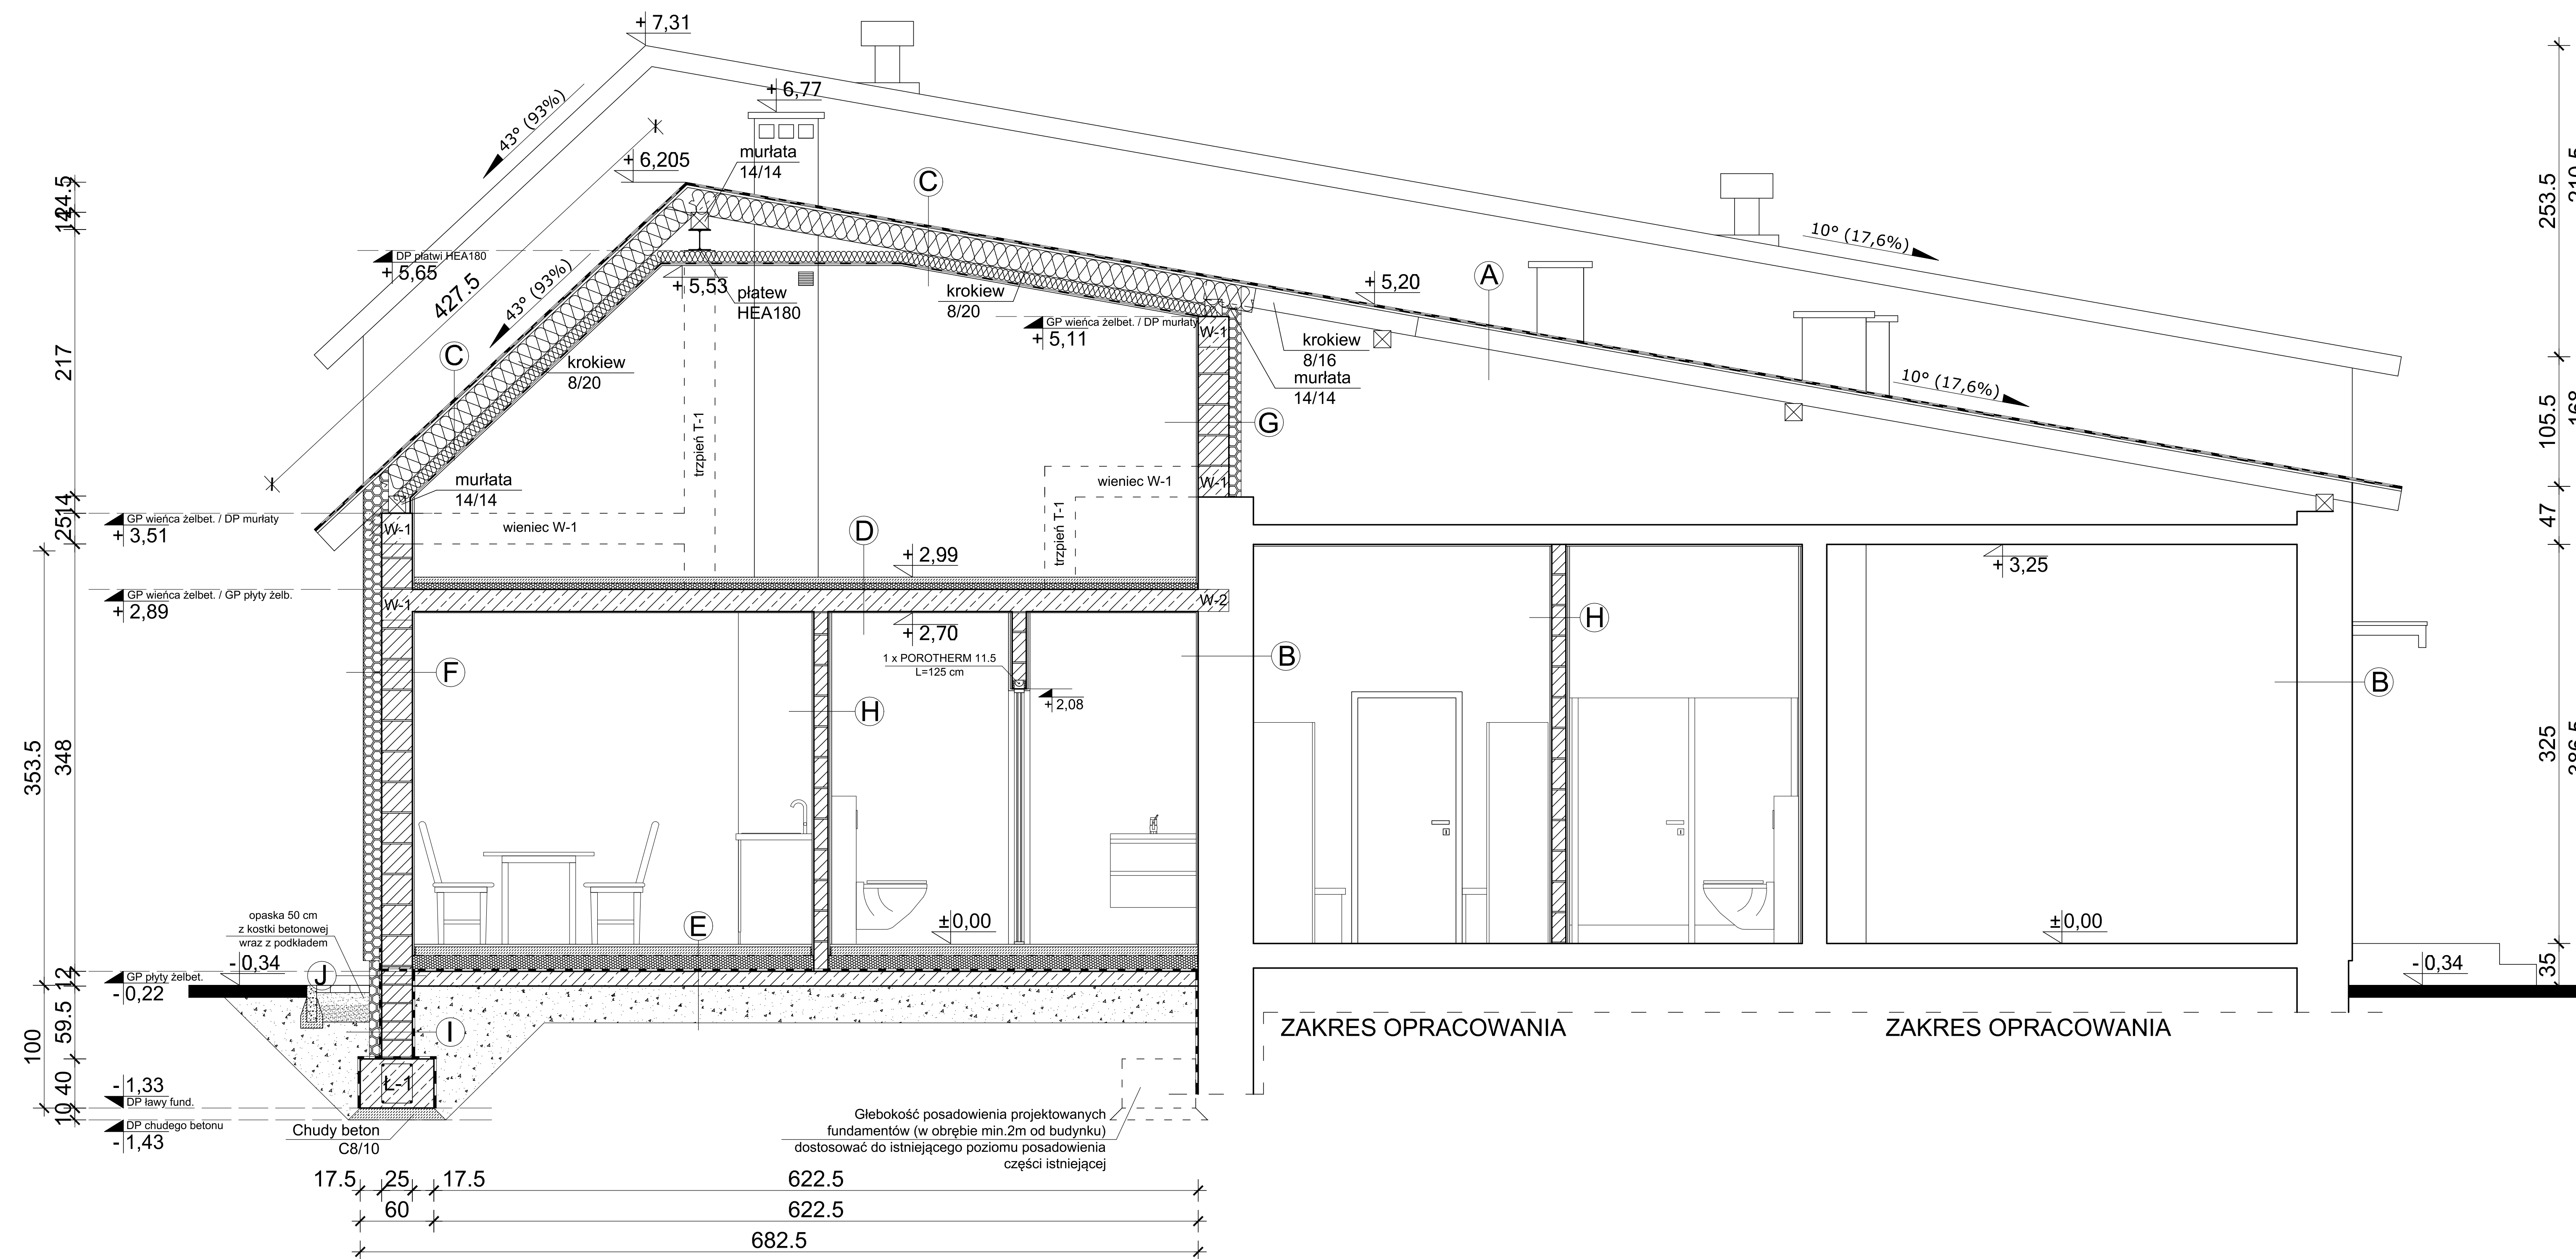 + 7,31
43° (93%)
+ 6,77
murłata
14/14
+ 6,205
C
DP płatwi HEA180
+ 5,65
427.5
43° (93%)
+ 5,53
płatew
HEA180
krokiew
8/20
C
krokiew
8/20
GP wieńca żelbet. / DP murłaty
+ 5,11
W-1
+ 5,20
A
10° (17,6%)
10° (17,6%)
krokiew
8/16
murłata
14/14
G
trzpień T-1
murłata
14/14
wieniec W-1
W-1
trzpień T-1
GP wieńca żelbet. / DP murłaty
+ 3,51
W-1
wieniec W-1
D
+ 2,99
+ 3,25
GP wieńca żelbet. / GP płyty żelb.
+ 2,89
W-1
W-2
+ 2,70
1 x POROTHERM 11.5
L=125 cm
+ 2,08
F
H
B
H
B
opaska 50 cm
z kostki betonowej
wraz z podkładem
E
±0,00
±0,00
GP płyty żelbet.
- 0,22
- 0,34
J
- 0,34
I
L-1
ZAKRES OPRACOWANIA
ZAKRES OPRACOWANIA
- 1,33
DP ławy fund.
DP chudego betonu
- 1,43
Chudy beton
C8/10
Głebokość posadowienia projektowanych
fundamentów (w obrębie min.2m od budynku)
dostosować do istniejącego poziomu posadowienia
części istniejącej
17.5
25
17.5
622.5
60
622.5
682.5
24.5
14
217
14
25
348
12
59.5
40
10
353.5
100
253.5
105.5
47
325
35